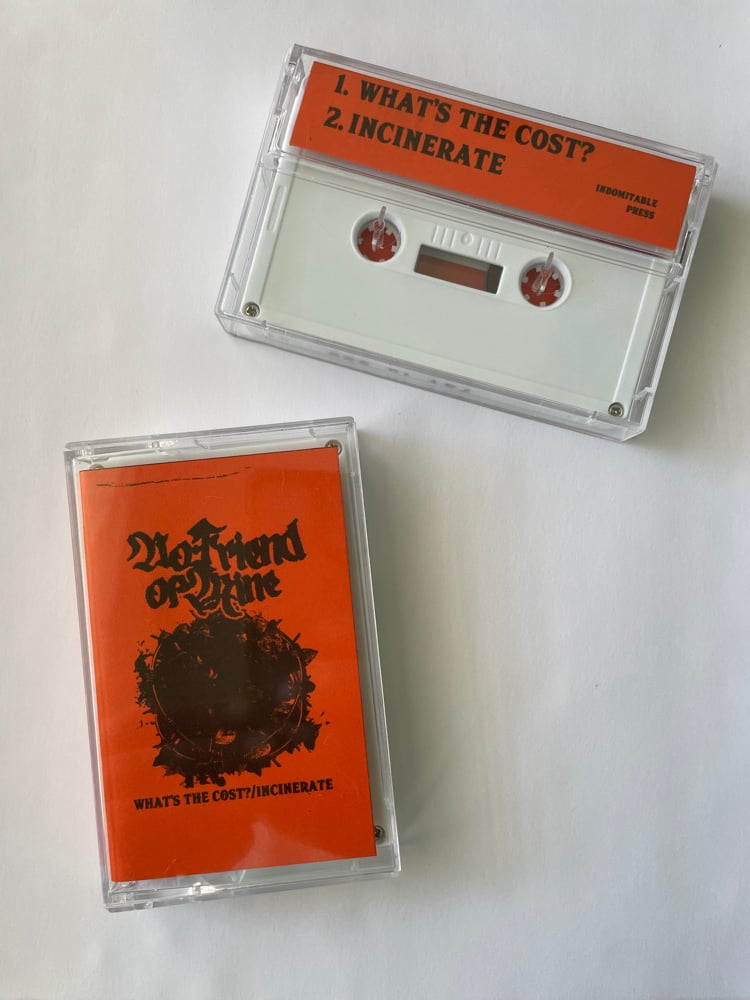 1. WHAT'S THE COST?
2. INCINERATE
INDOMITABLE
PRESS
No Friend
of Mine
WHAT'S THE COST?/INCINERATE